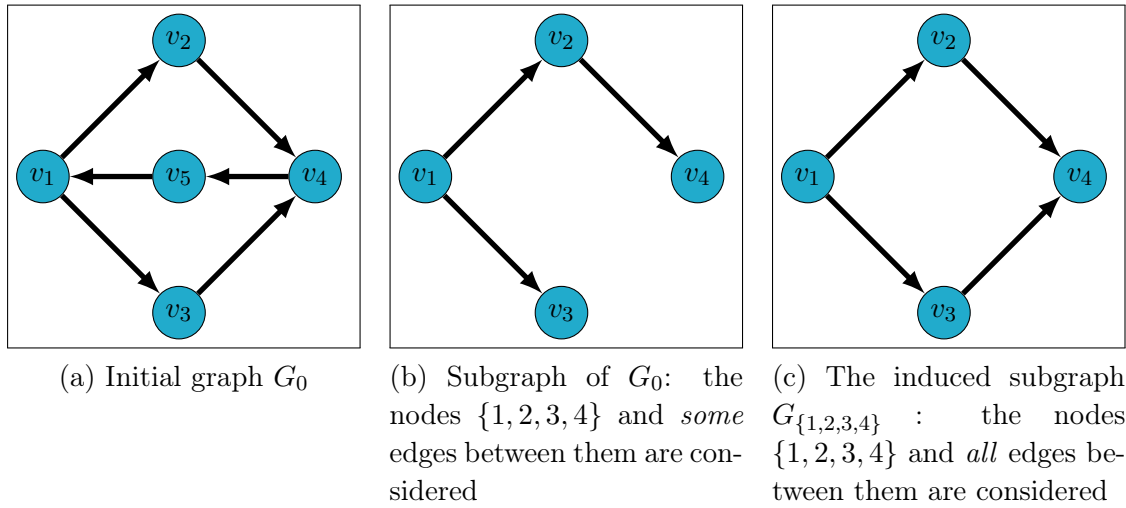 v₂
v₁
v₅
v₄
v₃
(a) Initial graph G₀
v₂
v₁
v₄
v₃
(b) Subgraph of G₀: the
nodes {1, 2, 3, 4} and some
edges between them are con-
sidered
v₂
v₁
v₄
v₃
(c) The induced subgraph
G_{1,2,3,4} : the nodes
{1, 2, 3, 4} and all edges be-
tween them are considered